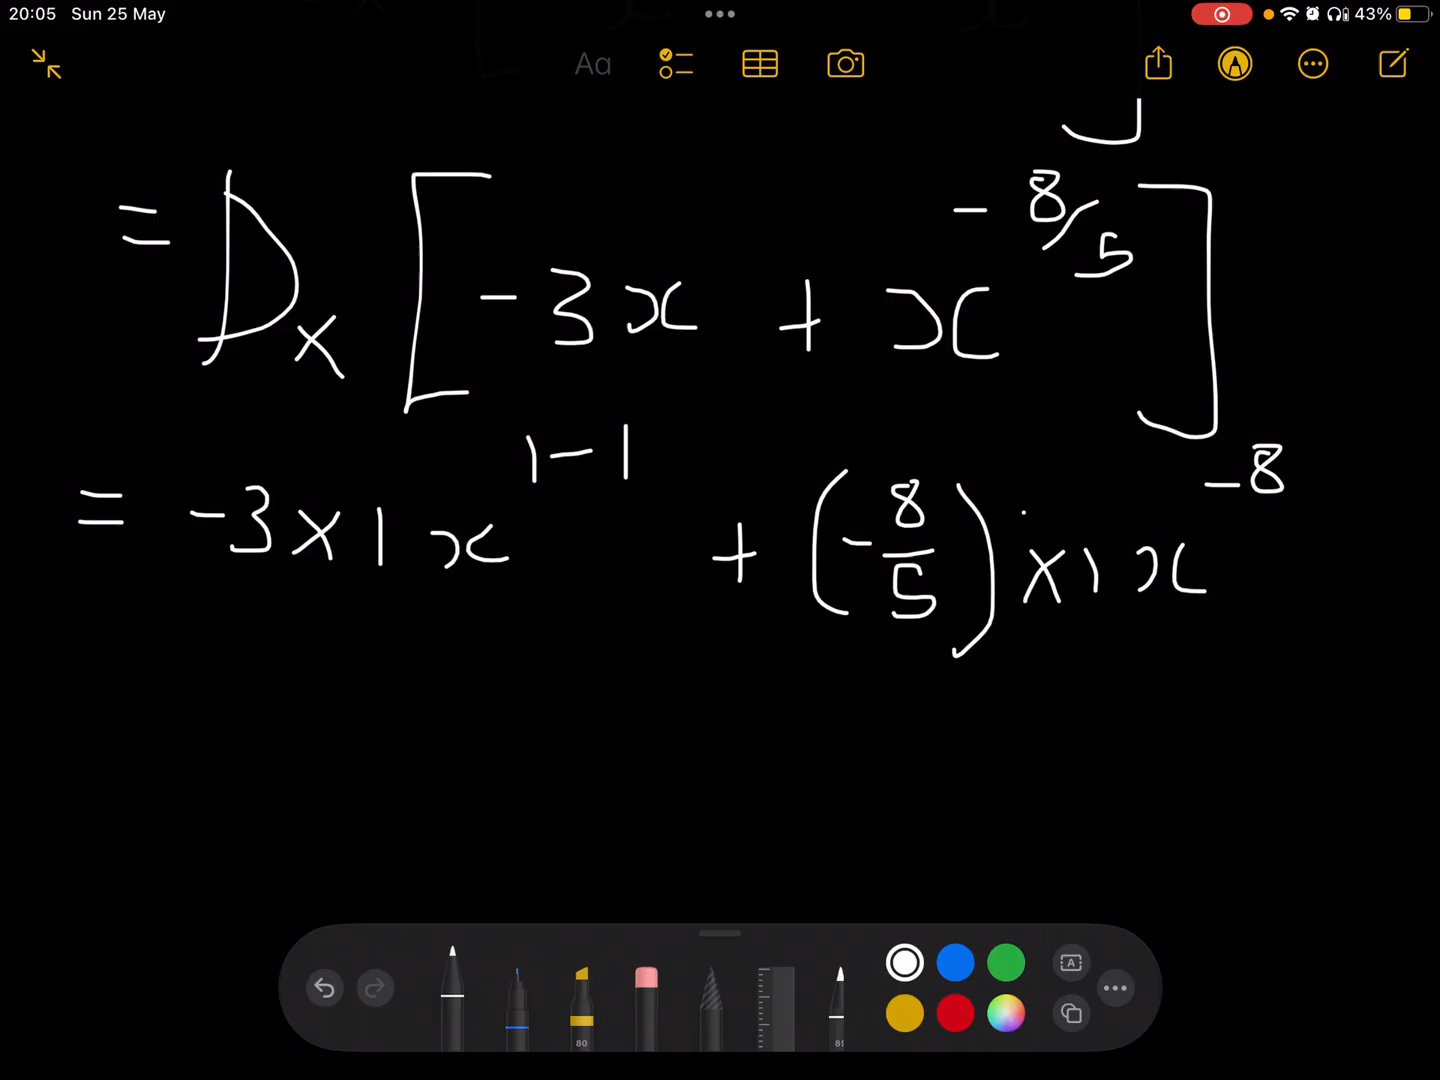 20:05 Sun 25 May 43%
Aa
= Dx [ -3x + x^{-8/5} ]
= -3 × 1 x^{1-1} + (-8/5) × 1 x^{-8}
80
A